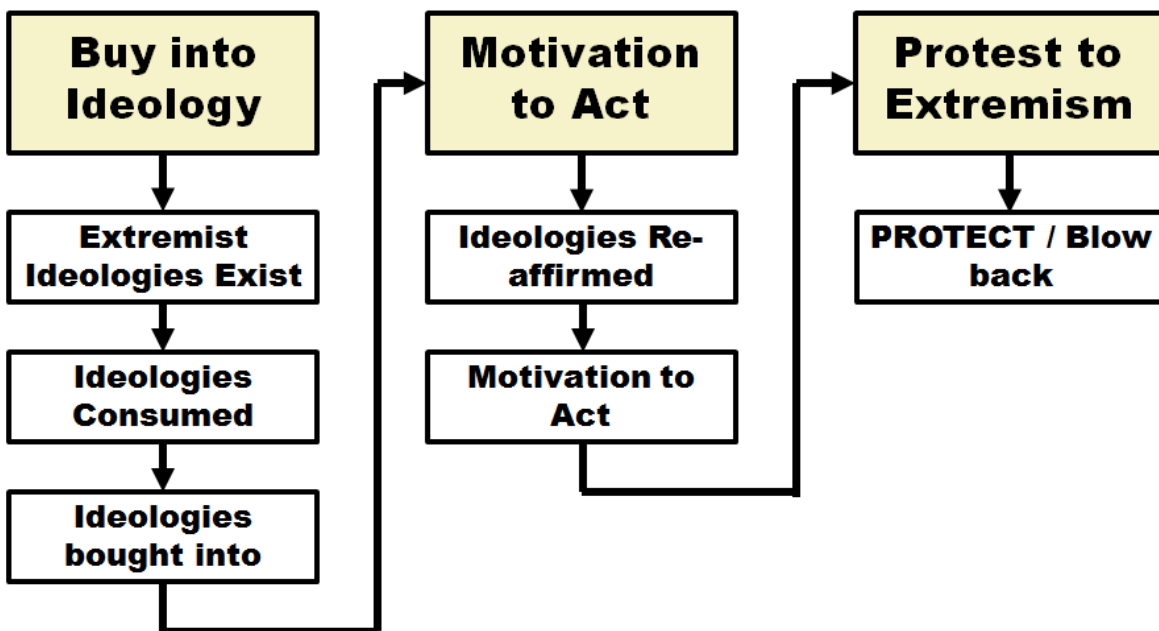 Buy into
Ideology
Extremist
Ideologies Exist
Ideologies
Consumed
Ideologies
bought into
Motivation
to Act
Ideologies Re-
affirmed
Motivation to
Act
Protest to
Extremism
PROTECT / Blow
back